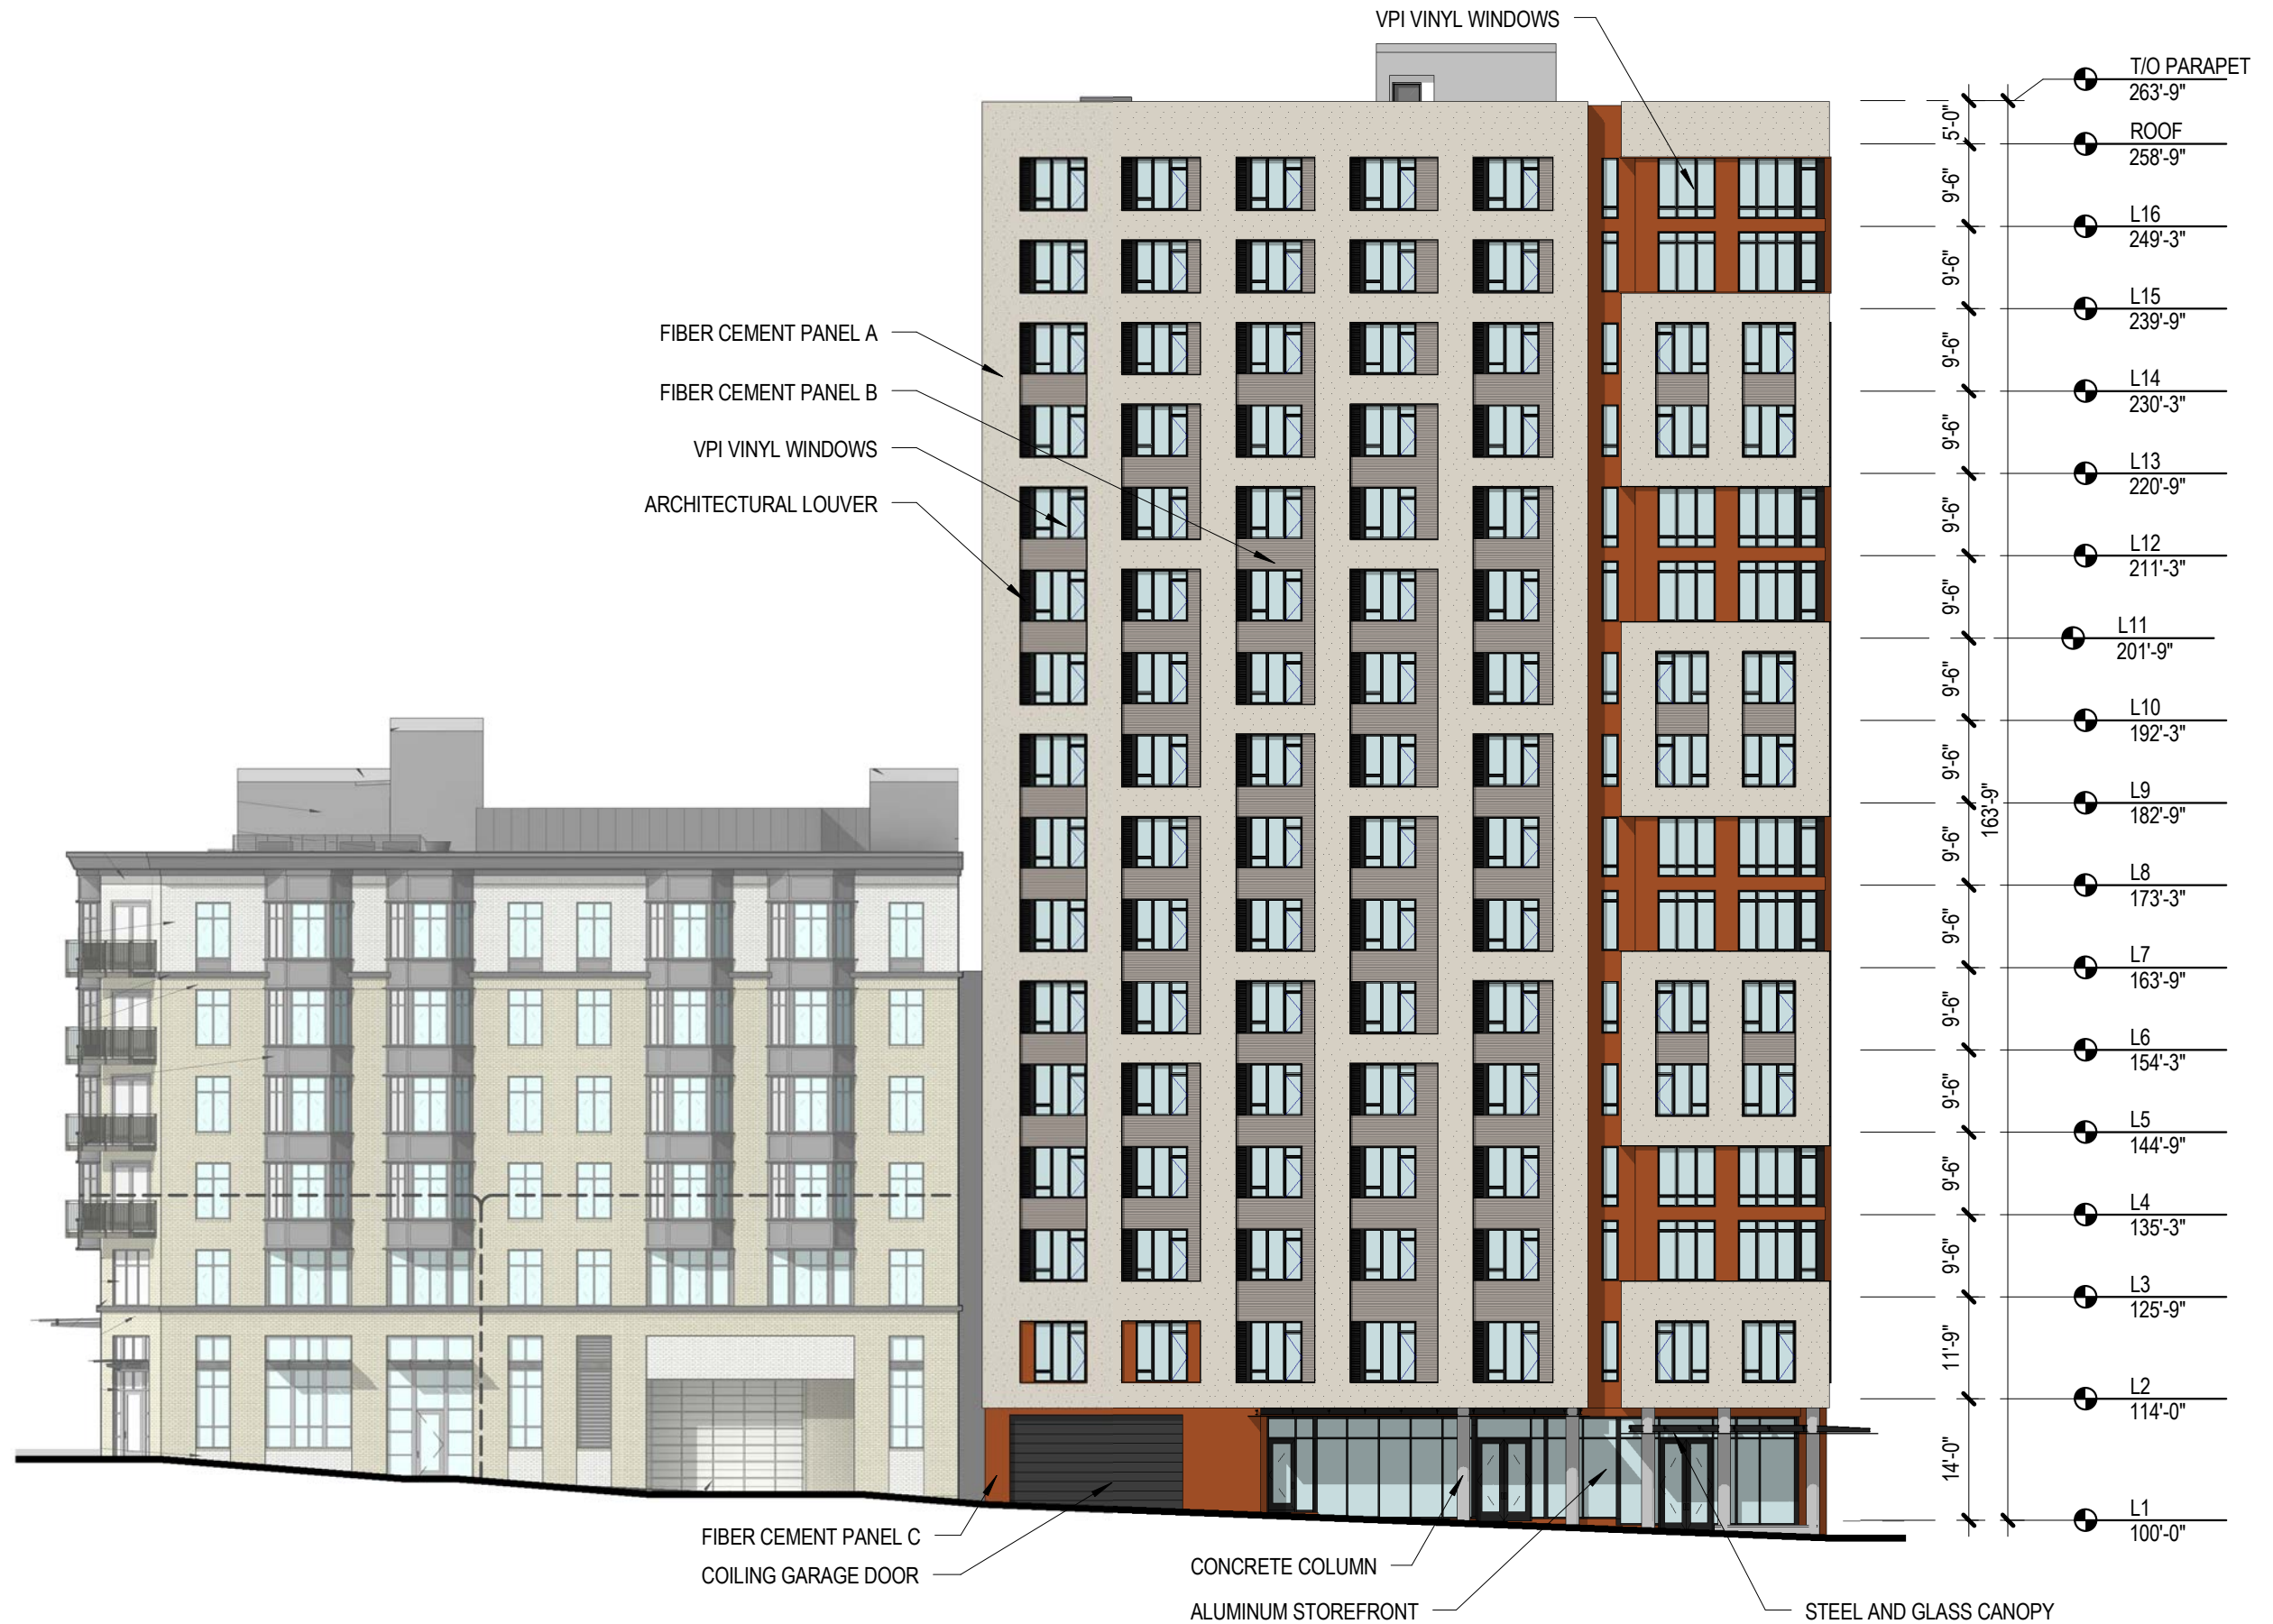 VPI VINYL WINDOWS
T/O PARAPET
263'-9"
5'-0"
ROOF
258'-9"
9'-6"
L16
249'-3"
9'-6"
L15
239'-9"
FIBER CEMENT PANEL A
9'-6"
L14
230'-3"
FIBER CEMENT PANEL B
9'-6"
VPI VINYL WINDOWS
L13
220'-9"
ARCHITECTURAL LOUVER
9'-6"
L12
211'-3"
9'-6"
L11
201'-9"
9'-6"
L10
192'-3"
9'-6"
L9
182'-9"
163'-9"
9'-6"
L8
173'-3"
9'-6"
L7
163'-9"
9'-6"
L6
154'-3"
9'-6"
L5
144'-9"
9'-6"
L4
135'-3"
9'-6"
L3
125'-9"
11'-9"
L2
114'-0"
14'-0"
L1
100'-0"
FIBER CEMENT PANEL C
COILING GARAGE DOOR
CONCRETE COLUMN
ALUMINUM STOREFRONT
STEEL AND GLASS CANOPY